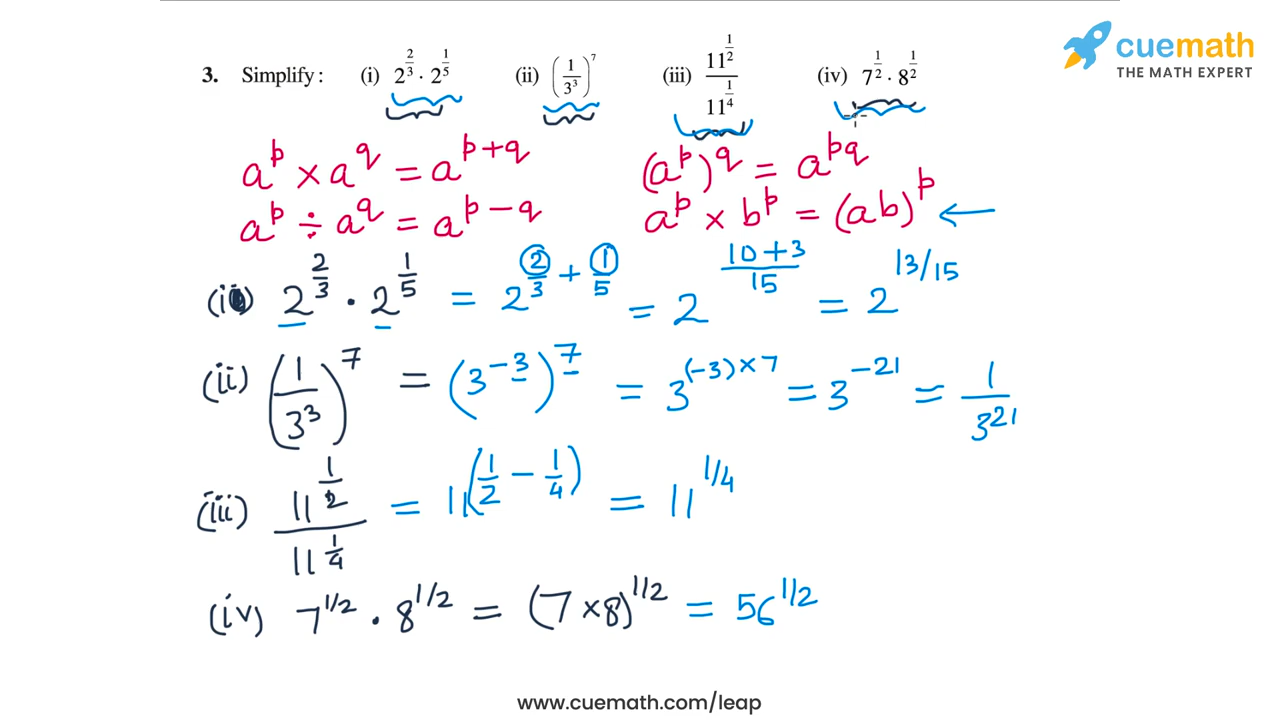 cuemath
THE MATH EXPERT
3. Simplify: (i) 2^(2/3) · 2^(1/5) (ii) (1/3^3)^7 (iii) 11^(1/2) / 11^(1/4) (iv) 7^(1/2) · 8^(1/2)
a^p × a^q = a^(p+q) (a^p)^q = a^(pq)
a^p ÷ a^q = a^(p−q) a^p × b^p = (ab)^p ←
(i) 2^(2/3) · 2^(1/5) = 2^(2/3 + 1/5) = 2^((10+3)/15) = 2^(13/15)
(ii) (1/3^3)^7 = (3^−3)^7 = 3^((−3)×7) = 3^−21 = 1/3^21
(iii) 11^(1/2) / 11^(1/4) = 11^(1/2 − 1/4) = 11^(1/4)
(iv) 7^(1/2) · 8^(1/2) = (7×8)^(1/2) = 56^(1/2)
www.cuemath.com/leap